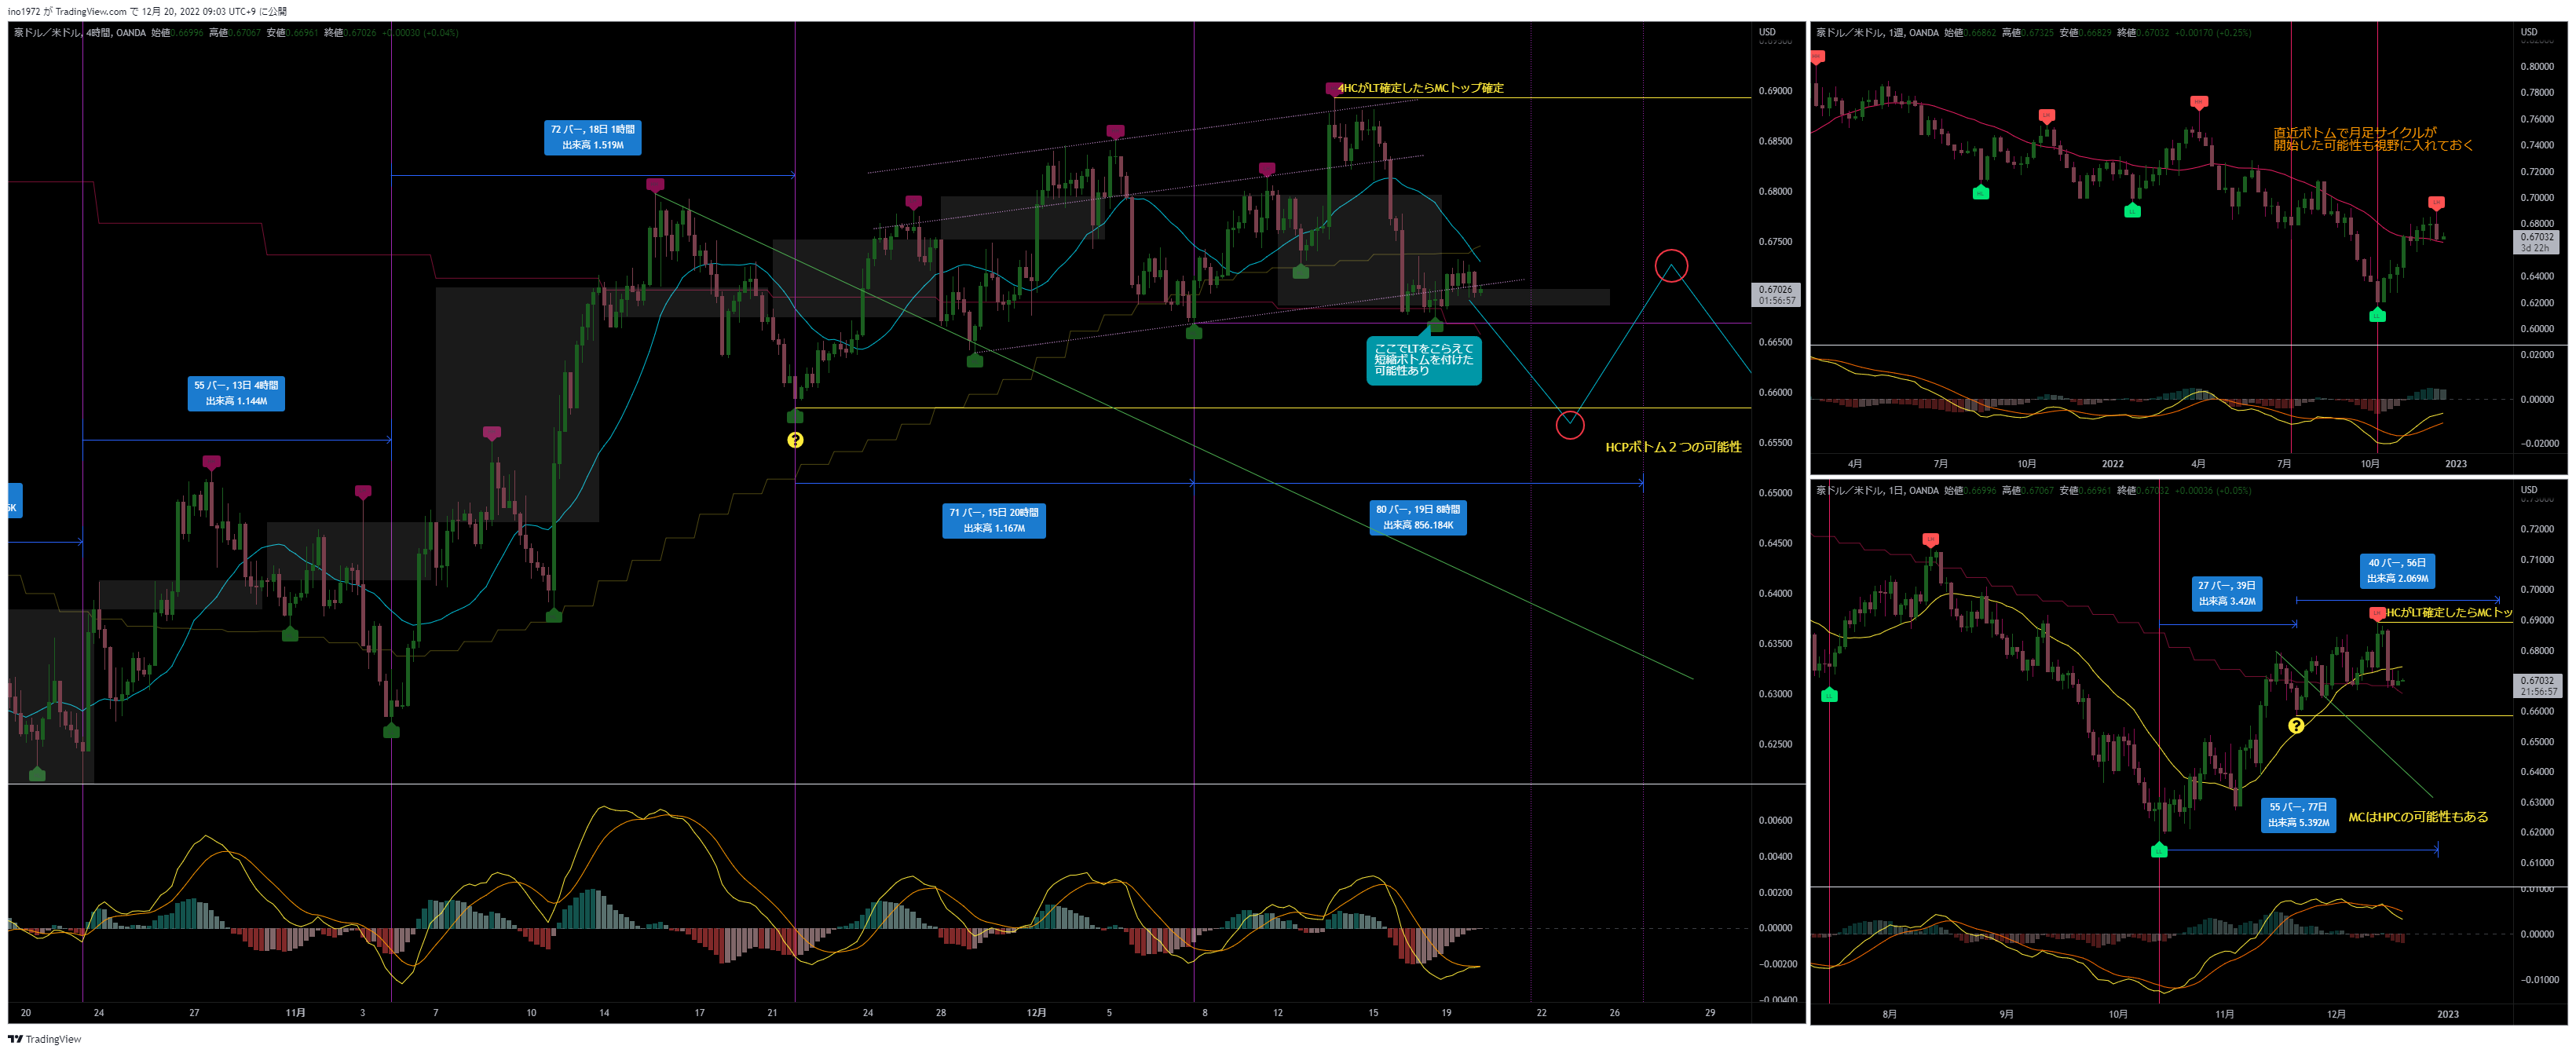 ino1972 が TradingView.com で 12月 20, 2022 09:03 UTC+9 に公開
豪ドル／米ドル, 4時間, OANDA 始値0.66996 高値0.67067 安値0.66961 終値0.67026 +0.00030 (+0.04%)
USD
0.69000
0.68500
0.68000
0.67500
0.67026
01:56:57
0.66500
0.66000
0.65500
0.65000
0.64500
0.64000
0.63500
0.63000
0.62500
0.00600
0.00400
0.00200
0.00000
−0.00200
−0.00400
4HCがLT確定したらMCトップ確定
72 バー, 18日 1時間
出来高 1.519M
55 バー, 13日 4時間
出来高 1.144M
ここでLTをこらえて
短縮ボトムを付けた
可能性あり
?
HCPボトム２つの可能性
71 バー, 15日 20時間
出来高 1.167M
80 バー, 19日 8時間
出来高 856.184K
20 24 27 11月 3 7 10 14 17 21 24 28 12月 5 8 12 15 19 22 26 29
豪ドル／米ドル, 1週, OANDA 始値0.66862 高値0.67325 安値0.66829 終値0.67032 +0.00170 (+0.25%)
USD
0.80000
0.78000
0.76000
0.74000
0.72000
0.70000
0.68000
0.67032
3d 22h
0.64000
0.62000
0.60000
0.02000
0.00000
−0.02000
直近ボトムで月足サイクルが
開始した可能性も視野に入れておく
4月 7月 10月 2022 4月 7月 10月 2023
豪ドル／米ドル, 1日, OANDA 始値0.66996 高値0.67067 安値0.66961 終値0.67032 +0.00036 (+0.05%)
USD
0.72000
0.71000
0.70000
0.69000
0.68000
0.67032
21:56:57
0.66000
0.65000
0.64000
0.63000
0.62000
0.61000
0.01000
0.00000
−0.01000
40 バー, 56日
出来高 2.069M
27 バー, 39日
出来高 3.42M
HCがLT確定したらMCトッ
?
55 バー, 77日
出来高 5.392M
MCはHPCの可能性もある
8月 9月 10月 11月 12月 2023
TradingView